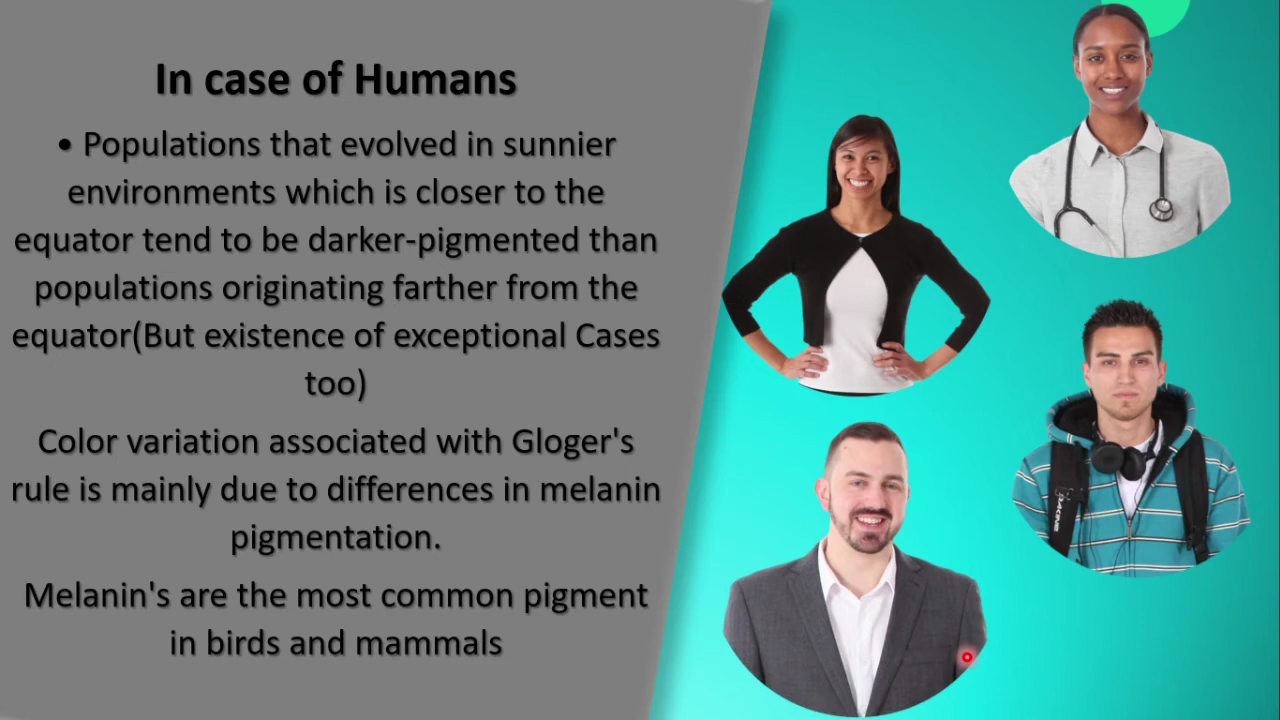 In case of Humans
• Populations that evolved in sunnier
environments which is closer to the
equator tend to be darker-pigmented than
populations originating farther from the
equator(But existence of exceptional Cases
too)
Color variation associated with Gloger's
rule is mainly due to differences in melanin
pigmentation.
Melanin's are the most common pigment
in birds and mammals
DAKINE